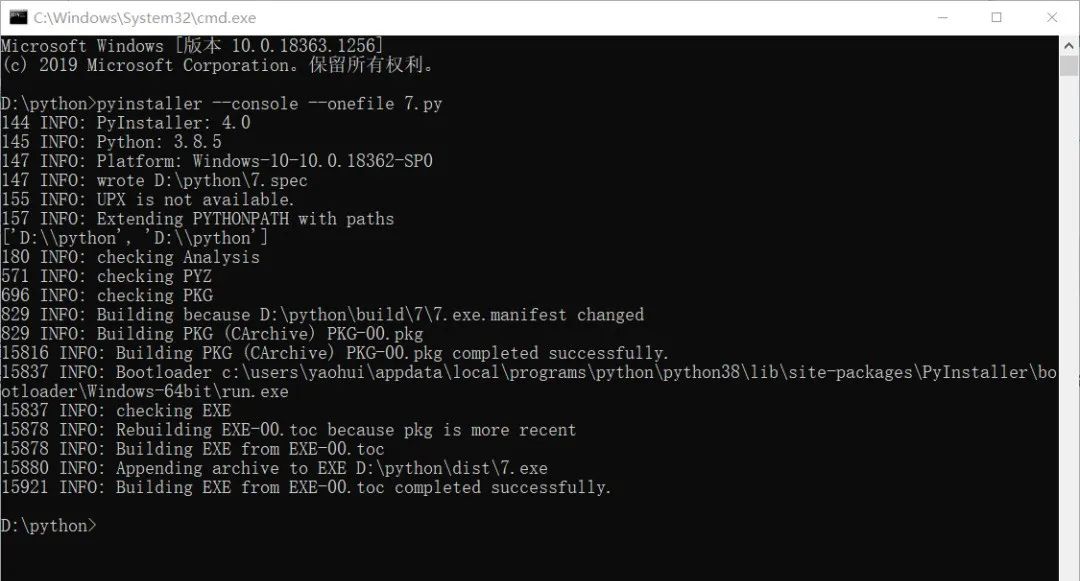 C:\Windows\System32\cmd.exe
Microsoft Windows [版本 10.0.18363.1256]
(c) 2019 Microsoft Corporation。保留所有权利。
D:\python>pyinstaller --console --onefile 7.py
144 INFO: PyInstaller: 4.0
145 INFO: Python: 3.8.5
147 INFO: Platform: Windows-10-10.0.18362-SP0
147 INFO: wrote D:\python\7.spec
155 INFO: UPX is not available.
157 INFO: Extending PYTHONPATH with paths
['D:\\python', 'D:\\python']
180 INFO: checking Analysis
571 INFO: checking PYZ
696 INFO: checking PKG
829 INFO: Building because D:\python\build\7\7.exe.manifest changed
829 INFO: Building PKG (CArchive) PKG-00.pkg
15816 INFO: Building PKG (CArchive) PKG-00.pkg completed successfully.
15837 INFO: Bootloader c:\users\yaohui\appdata\local\programs\python\python38\lib\site-packages\PyInstaller\bo
otloader\Windows-64bit\run.exe
15837 INFO: checking EXE
15878 INFO: Rebuilding EXE-00.toc because pkg is more recent
15878 INFO: Building EXE from EXE-00.toc
15880 INFO: Appending archive to EXE D:\python\dist\7.exe
15921 INFO: Building EXE from EXE-00.toc completed successfully.
D:\python>